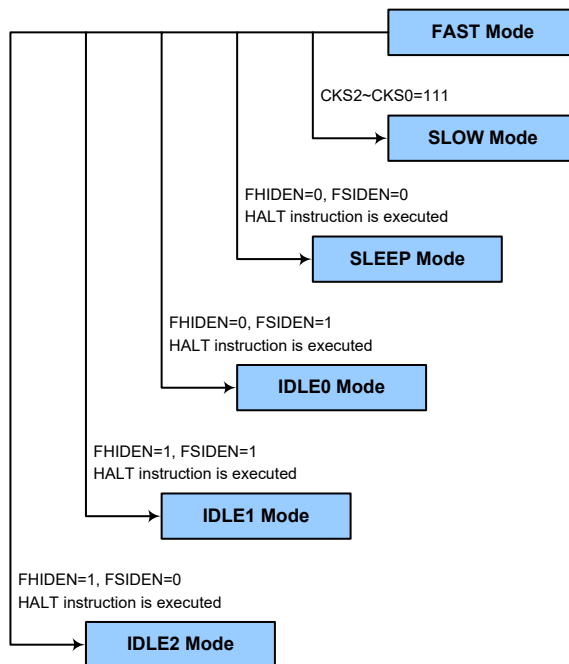 FAST Mode
CKS2~CKS0=111
SLOW Mode
FHIDEN=0, FSIDEN=0
HALT instruction is executed
SLEEP Mode
FHIDEN=0, FSIDEN=1
HALT instruction is executed
IDLE0 Mode
FHIDEN=1, FSIDEN=1
HALT instruction is executed
IDLE1 Mode
FHIDEN=1, FSIDEN=0
HALT instruction is executed
IDLE2 Mode